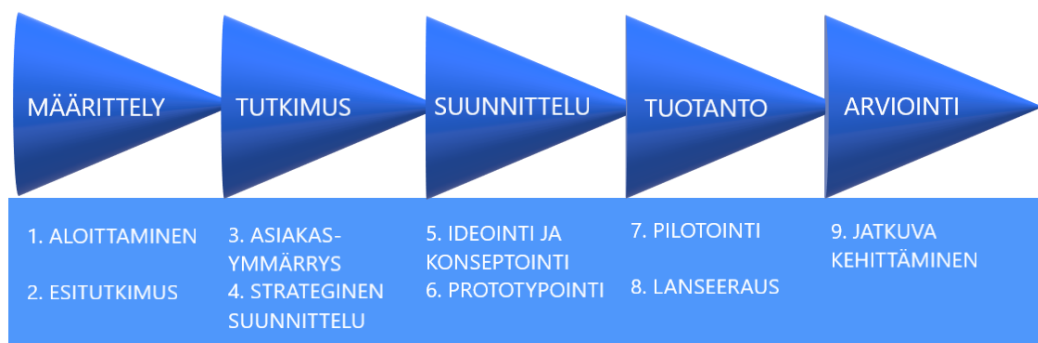 MÄÄRITTELY
TUTKIMUS
SUUNNITTELU
TUOTANTO
ARVIOINTI
1. ALOITTAMINEN
2. ESITUTKIMUS
3. ASIAKAS-
YMMÄRRYS
4. STRATEGINEN
SUUNNITTELU
5. IDEOINTI JA
KONSEPTOINTI
6. PROTOTYPOINTI
7. PILOTOINTI
8. LANSEERAUS
9. JATKUVA
KEHITTÄMINEN